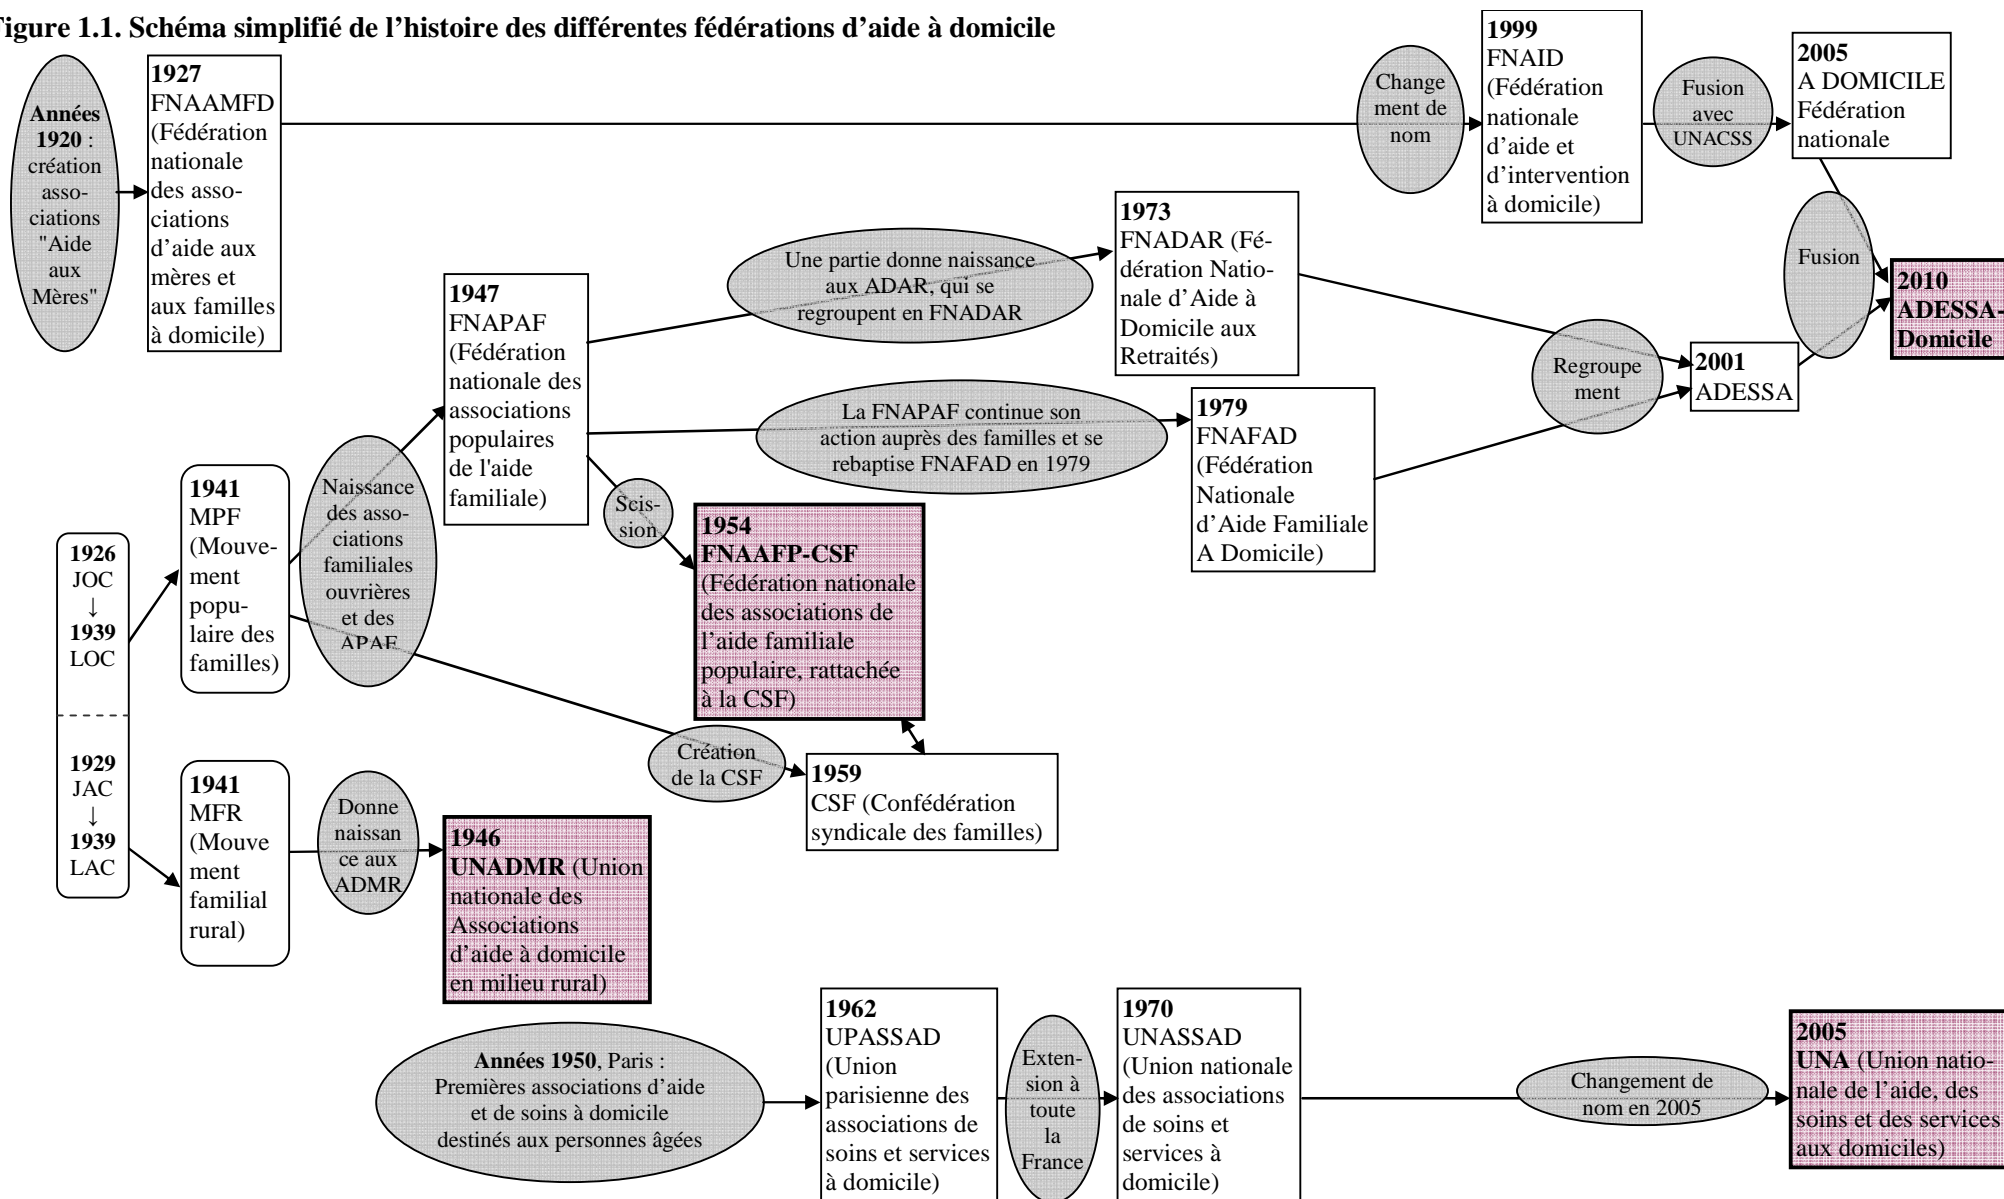 igure 1.1. Schéma simplifié de l’histoire des différentes fédérations d’aide à domicile
Années
1920 :
création
asso-
ciations
"Aide
aux
Mères"
1927
FNAAMFD
(Fédération
nationale
des asso-
ciations
d’aide aux
mères et
aux familles
à domicile)
Change
ment de
nom
1999
FNAID
(Fédération
nationale
d’aide et
d’intervention
à domicile)
Fusion
avec
UNACSS
2005
A DOMICILE
Fédération
nationale
Fusion
2010
ADESSA-
Domicile
1947
FNAPAF
(Fédération
nationale des
associations
populaires
de l'aide
familiale)
Une partie donne naissance
aux ADAR, qui se
regroupent en FNADAR
1973
FNADAR (Fé-
dération Natio-
nale d’Aide à
Domicile aux
Retraités)
La FNAPAF continue son
action auprès des familles et se
rebaptise FNAFAD en 1979
1979
FNAFAD
(Fédération
Nationale
d’Aide Familiale
A Domicile)
Regroupe
ment
2001
ADESSA
1926
JOC
↓
1939
LOC
1929
JAC
↓
1939
LAC
1941
MPF
(Mouve-
ment
popu-
laire des
familles)
Naissance
des asso-
ciations
familiales
ouvrières
et des
APAF
Scis-
sion
1954
FNAAFP-CSF
(Fédération nationale
des associations de
l’aide familiale
populaire, rattachée
à la CSF)
Création
de la CSF
1959
CSF (Confédération
syndicale des familles)
1941
MFR
(Mouve
ment
familial
rural)
Donne
naissan
ce aux
ADMR
1946
UNADMR (Union
nationale des
Associations
d’aide à domicile
en milieu rural)
Années 1950, Paris :
Premières associations d’aide
et de soins à domicile
destinés aux personnes âgées
1962
UPASSAD
(Union
parisienne des
associations de
soins et services
à domicile)
Exten-
sion à
toute
la
France
1970
UNASSAD
(Union nationale
des associations
de soins et
services à
domicile)
Changement de
nom en 2005
2005
UNA (Union natio-
nale de l’aide, des
soins et des services
aux domiciles)